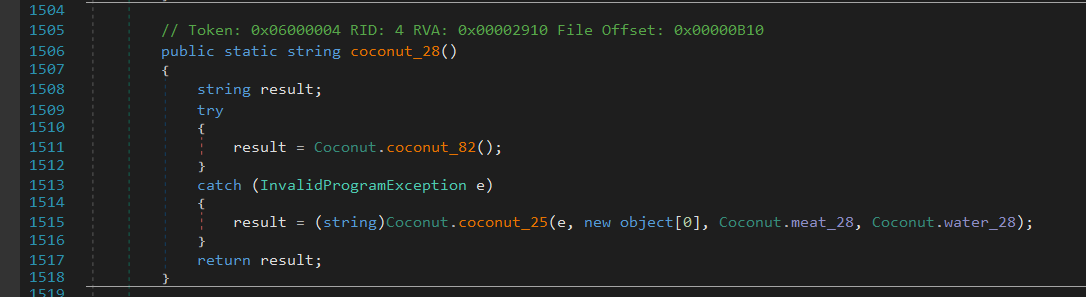 1504
1505 // Token: 0x06000004 RID: 4 RVA: 0x00002910 File Offset: 0x00000B10
1506 public static string coconut_28()
1507 {
1508 string result;
1509 try
1510 {
1511 result = Coconut.coconut_82();
1512 }
1513 catch (InvalidProgramException e)
1514 {
1515 result = (string)Coconut.coconut_25(e, new object[0], Coconut.meat_28, Coconut.water_28);
1516 }
1517 return result;
1518 }
1519